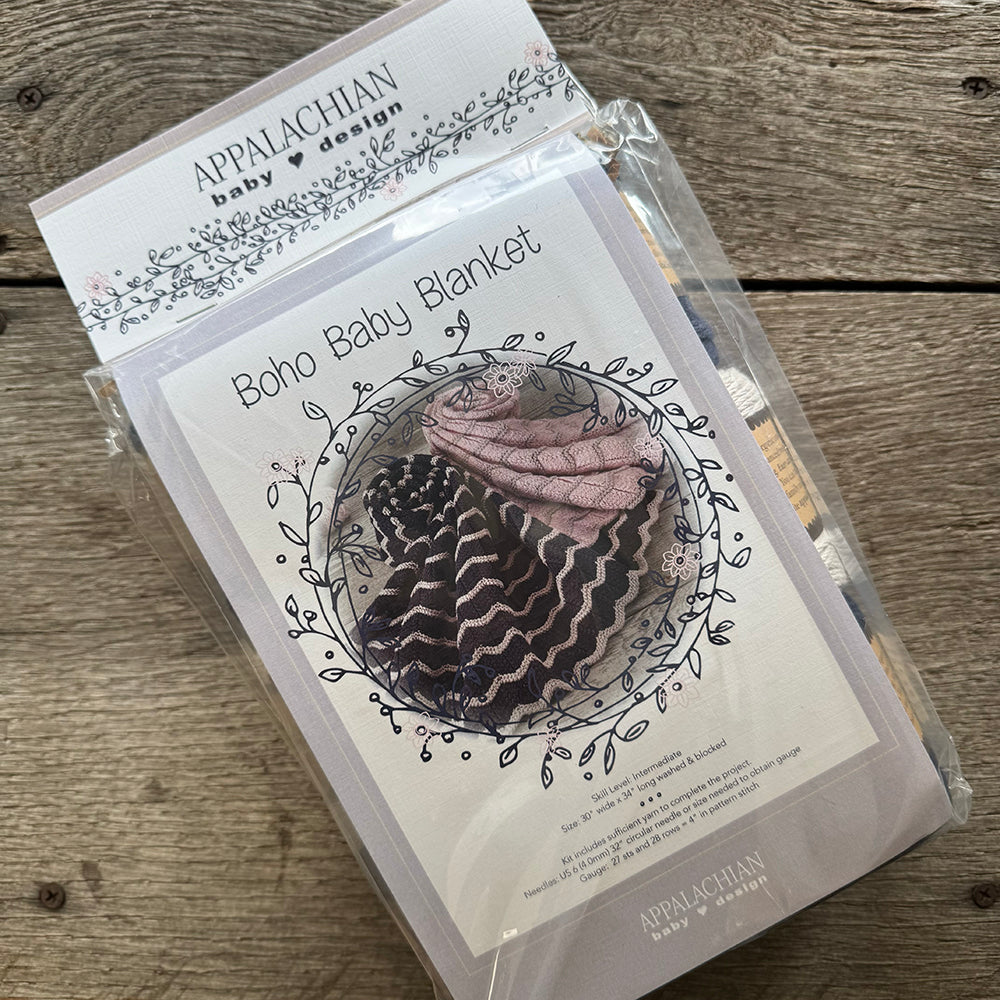 APPALACHIAN
baby ♥ design
Boho Baby Blanket
Skill Level: Intermediate
Size: 30" wide x 34" long washed & blocked
Kit includes sufficient yarn to complete the project.
Needles: US 6 (4.0mm) 32" circular needle or size needed to obtain gauge
Gauge: 27 sts and 28 rows = 4" in pattern stitch
APPALACHIAN
baby ♥ design